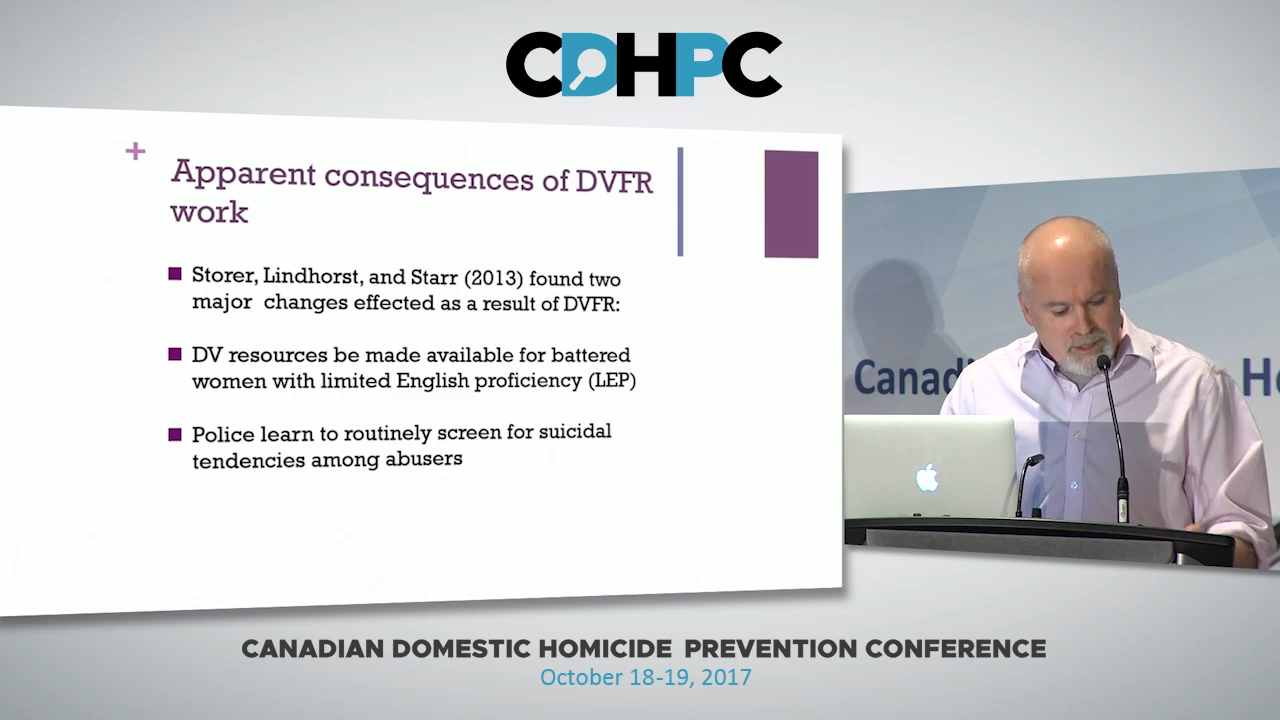 CDHPC
+
Apparent consequences of DVFR
work
Storer, Lindhorst, and Starr (2013) found two
major changes effected as a result of DVFR:
DV resources be made available for battered
women with limited English proficiency (LEP)
Police learn to routinely screen for suicidal
tendencies among abusers
Canad
He
CANADIAN DOMESTIC HOMICIDE PREVENTION CONFERENCE
October 18-19, 2017